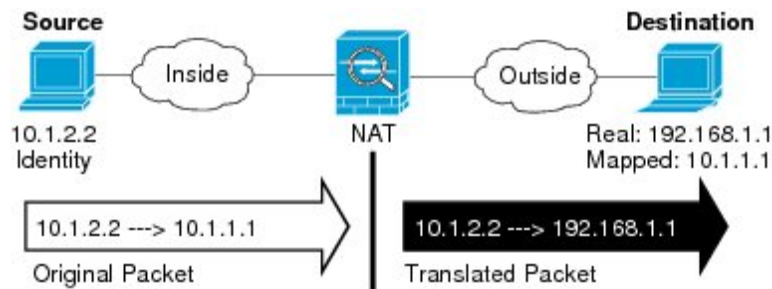 Source
Destination
Inside
Outside
10.1.2.2
Identity
NAT
Real: 192.168.1.1
Mapped: 10.1.1.1
10.1.2.2 ---> 10.1.1.1
10.1.2.2 ---> 192.168.1.1
Original Packet
Translated Packet